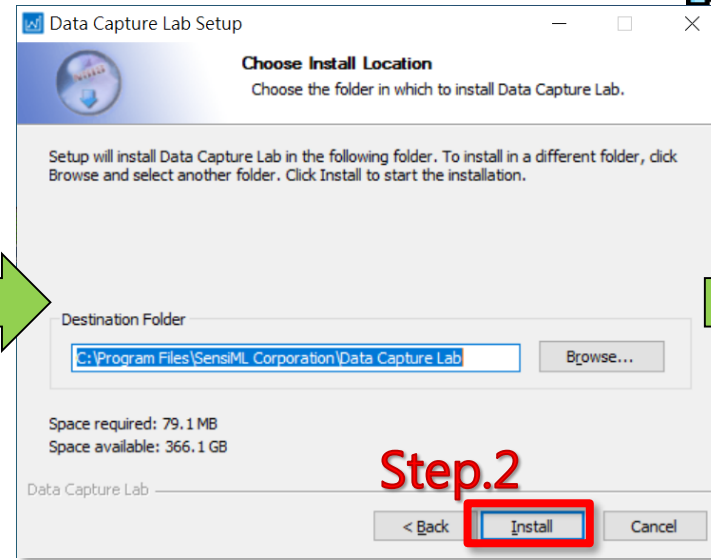 Data Capture Lab Setup
Choose Install Location
Choose the folder in which to install Data Capture Lab.
Setup will install Data Capture Lab in the following folder. To install in a different folder, click
Browse and select another folder. Click Install to start the installation.
Destination Folder
C:\Program Files\SensiML Corporation\Data Capture Lab
Browse...
Space required: 79.1 MB
Space available: 366.1 GB
Step.2
Data Capture Lab
< Back Install Cancel